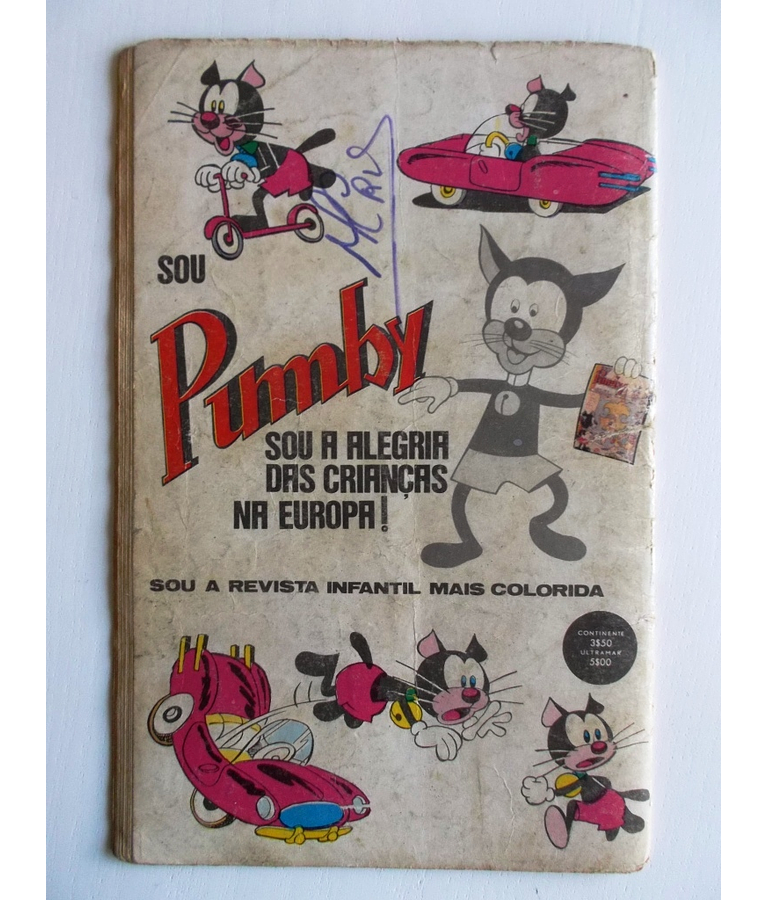 SOU
Pumby
SOU A ALEGRIA
DAS CRIANÇAS
NA EUROPA!
SOU A REVISTA INFANTIL MAIS COLORIDA
CONTINENTE
3$50
ULTRAMAR
5$00